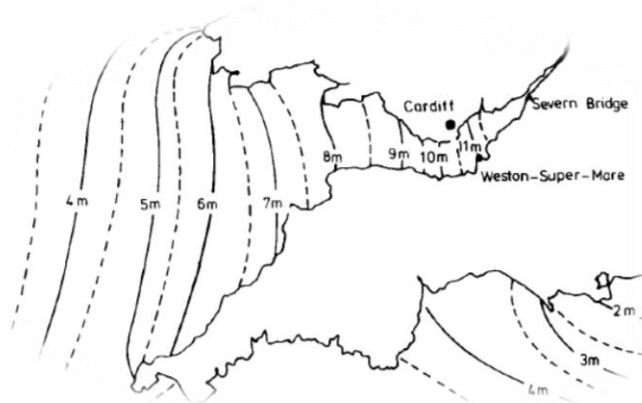 Cardiff
Severn Bridge
8m
9m
10m
11m
Weston-Super-Mare
4m
5m
6m
7m
2m
3m
4m